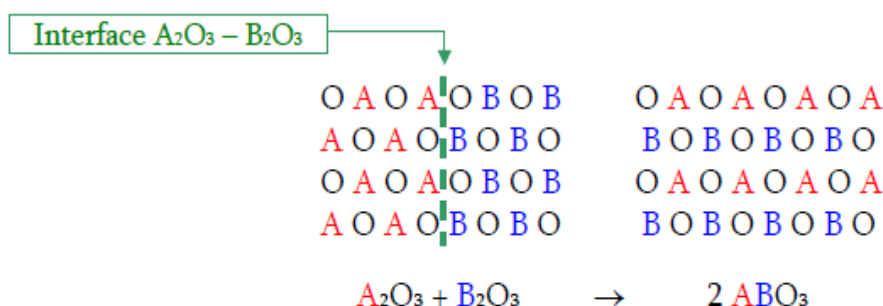 Interface A₂O₃ – B₂O₃
O A O A O B O B O A O A O A O A
A O A O B O B O B O B O B O B O
O A O A O B O B O A O A O A O A
A O A O B O B O B O B O B O B O
A₂O₃ + B₂O₃ → 2 ABO₃